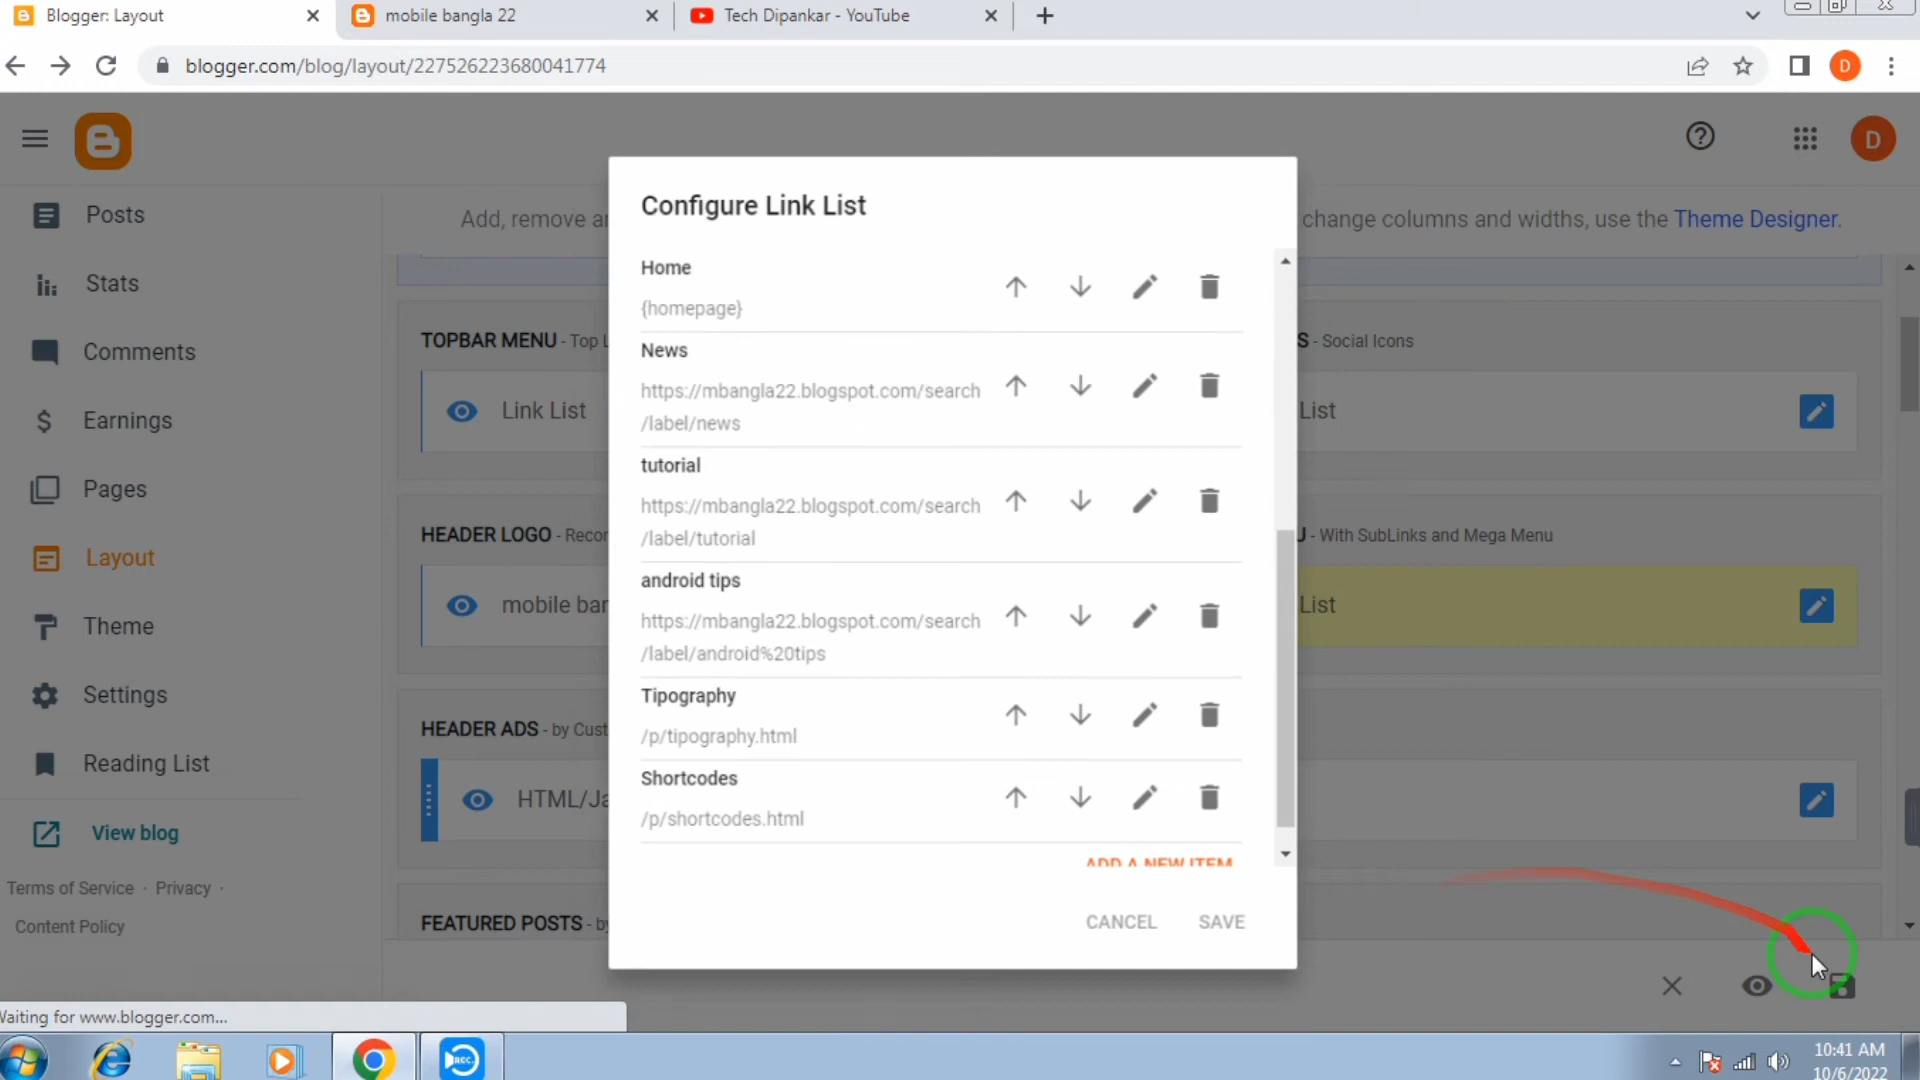 Blogger: Layout
mobile bangla 22
Tech Dipankar - YouTube
blogger.com/blog/layout/227526223680041774
D
D
Posts
Stats
Comments
Earnings
Pages
Layout
Theme
Settings
Reading List
View blog
Terms of Service · Privacy ·
Content Policy
Add, remove
change columns and widths, use the Theme Designer.
TOPBAR MENU - Top
- Social Icons
Link List
List
HEADER LOGO
- With SubLinks and Mega Menu
mobile
List
HEADER ADS - by
FEATURED POSTS
Configure Link List
Home
{homepage}
News
https://mbangla22.blogspot.com/search
/label/news
tutorial
https://mbangla22.blogspot.com/search
/label/tutorial
android tips
https://mbangla22.blogspot.com/search
/label/android%20tips
Tipography
/p/tipography.html
Shortcodes
/p/shortcodes.html
ADD A NEW ITEM
CANCEL SAVE
Waiting for www.blogger.com...
REC
10:41 AM
10/6/2022